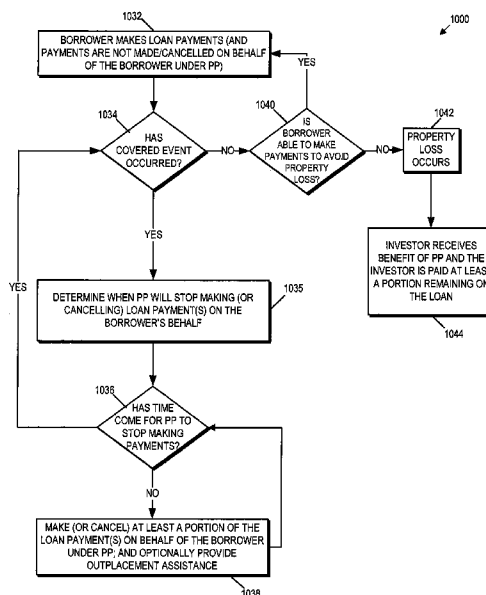 1032
1000
BORROWER MAKES LOAN PAYMENTS (AND
PAYMENTS ARE NOT MADE/CANCELLED ON BEHALF
OF THE BORROWER UNDER PP)
YES
1034
HAS
COVERED EVENT
OCCURRED?
NO
1040
IS
BORROWER
ABLE TO MAKE
PAYMENTS TO AVOID
PROPERTY
LOSS?
NO
1042
PROPERTY
LOSS
OCCURS
YES
INVESTOR RECEIVES
BENEFIT OF PP AND THE
INVESTOR IS PAID AT LEAST
A PORTION REMAINING ON
THE LOAN
1044
YES
DETERMINE WHEN PP WILL STOP MAKING (OR
CANCELLING) LOAN PAYMENT(S) ON THE
BORROWER'S BEHALF
1035
1036
HAS TIME
COME FOR PP TO
STOP MAKING
PAYMENTS?
NO
MAKE (OR CANCEL) AT LEAST A PORTION OF THE
LOAN PAYMENT(S) ON BEHALF OF THE BORROWER
UNDER PP; AND OPTIONALLY PROVIDE
OUTPLACEMENT ASSISTANCE
1038